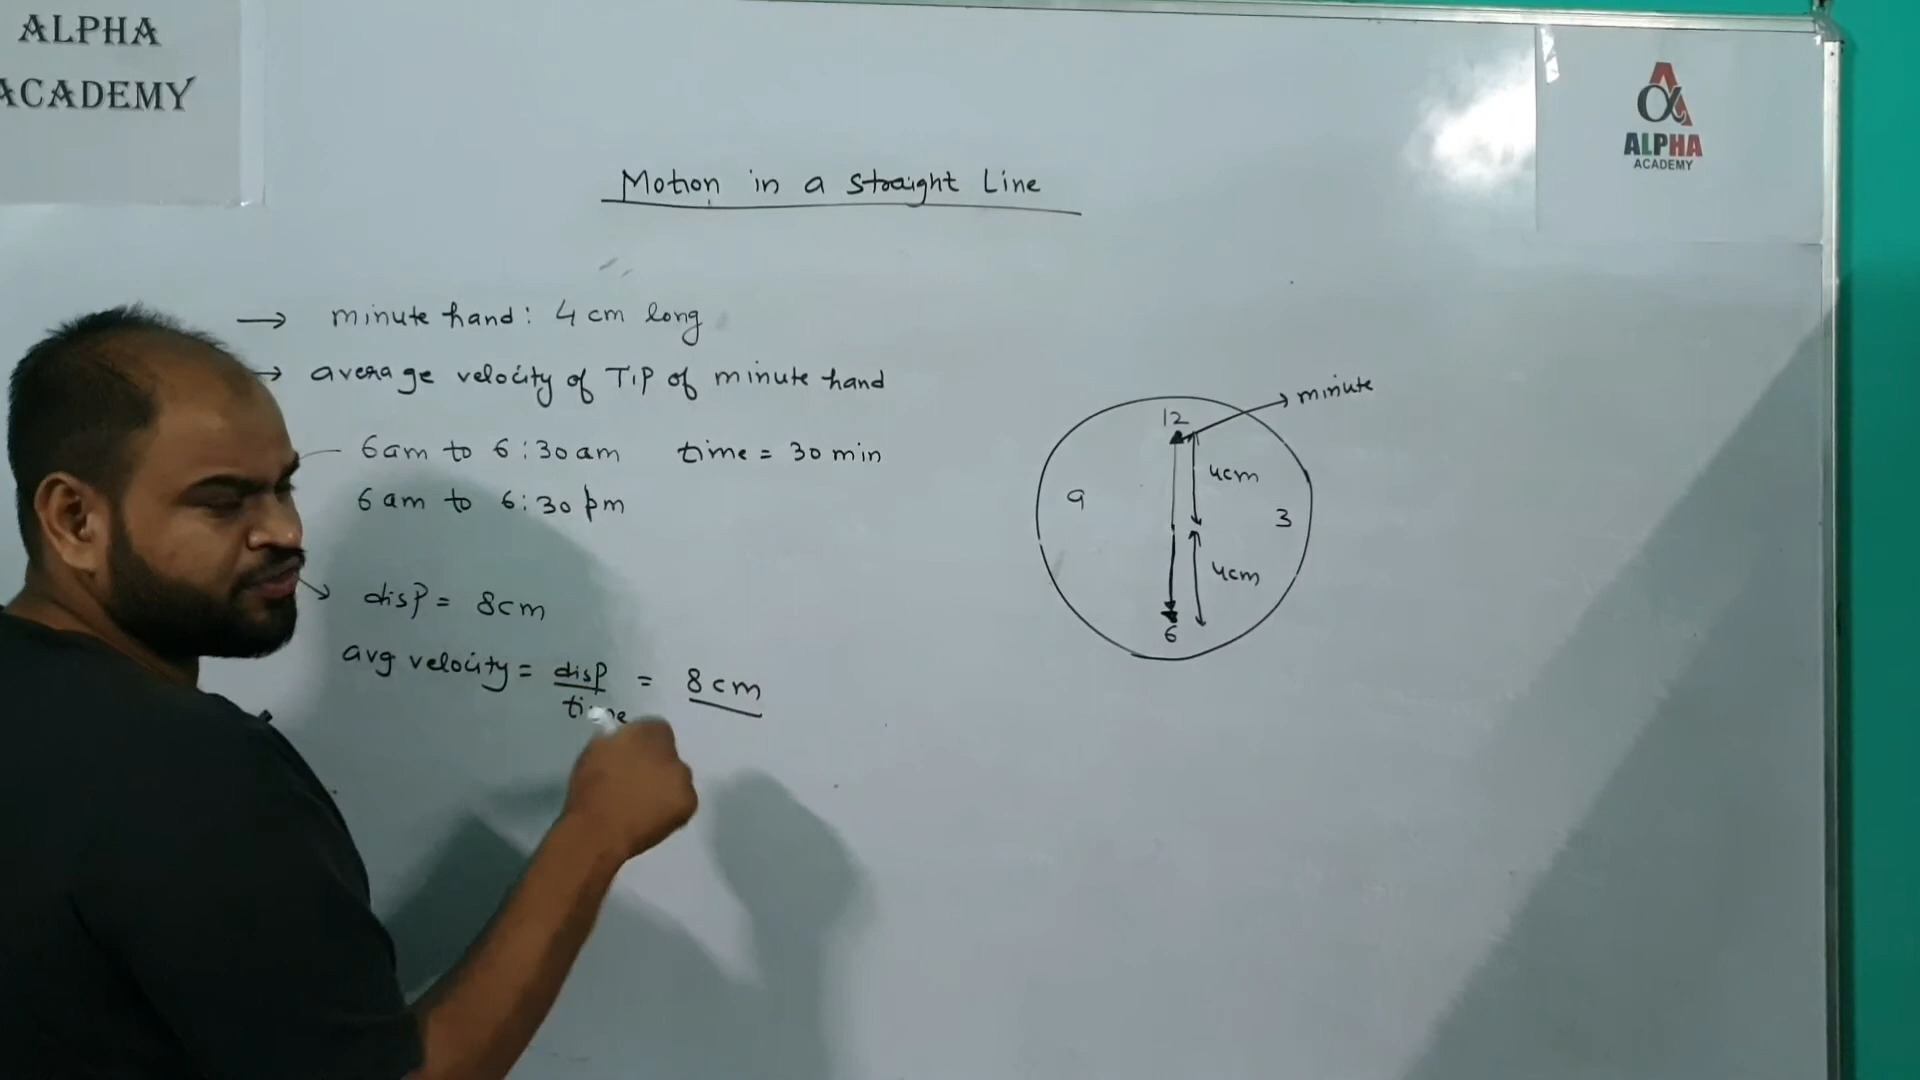 ALPHA
ACADEMY
ALPHA
ACADEMY
Motion in a Straight Line
→ minute hand: 4 cm long
→ average velocity of TIP of minute hand
6am to 6:30am time = 30 min
6 am to 6:30 pm
→ disp = 8cm
avg velocity = disp/time = 8cm
12
minute
4cm
9
3
4cm
6